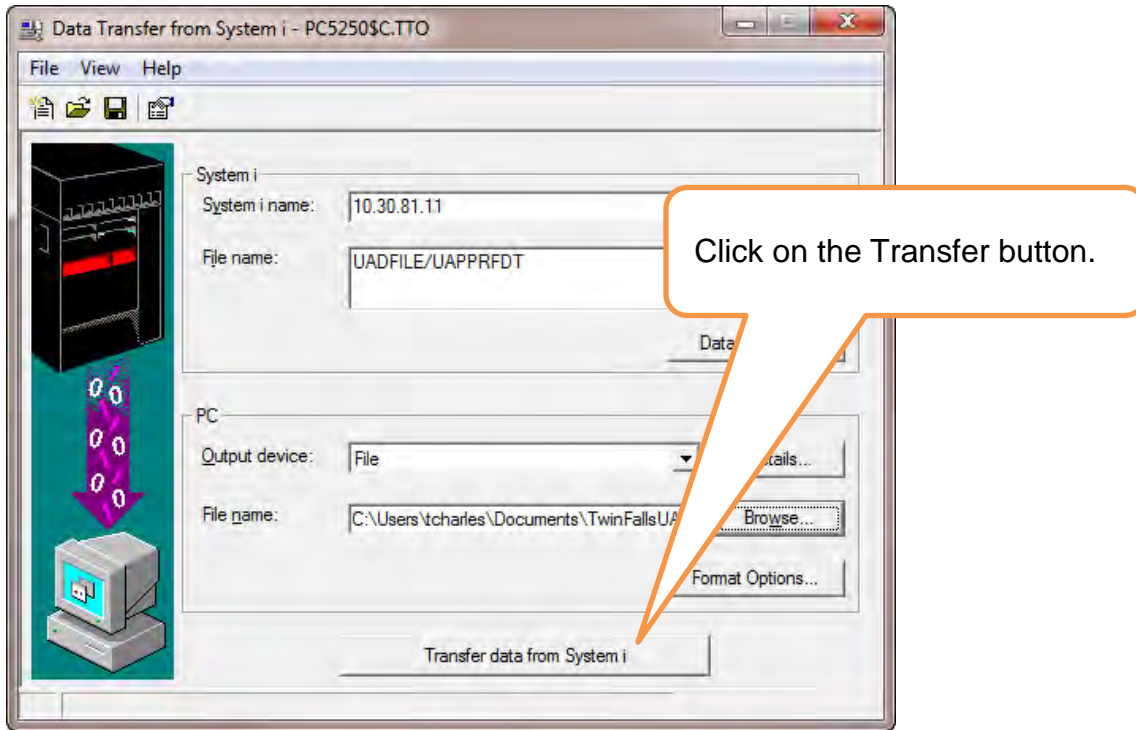 Data Transfer from System i - PC5250$C.TTO
File View Help
System i
System i name: 10.30.81.11
File name: UADFILE/UAPPRFDT
Click on the Transfer button.
Data
PC
Output device: File
File name: C:\Users\tcharles\Documents\TwinFallsUA Browse...
Format Options...
Transfer data from System i